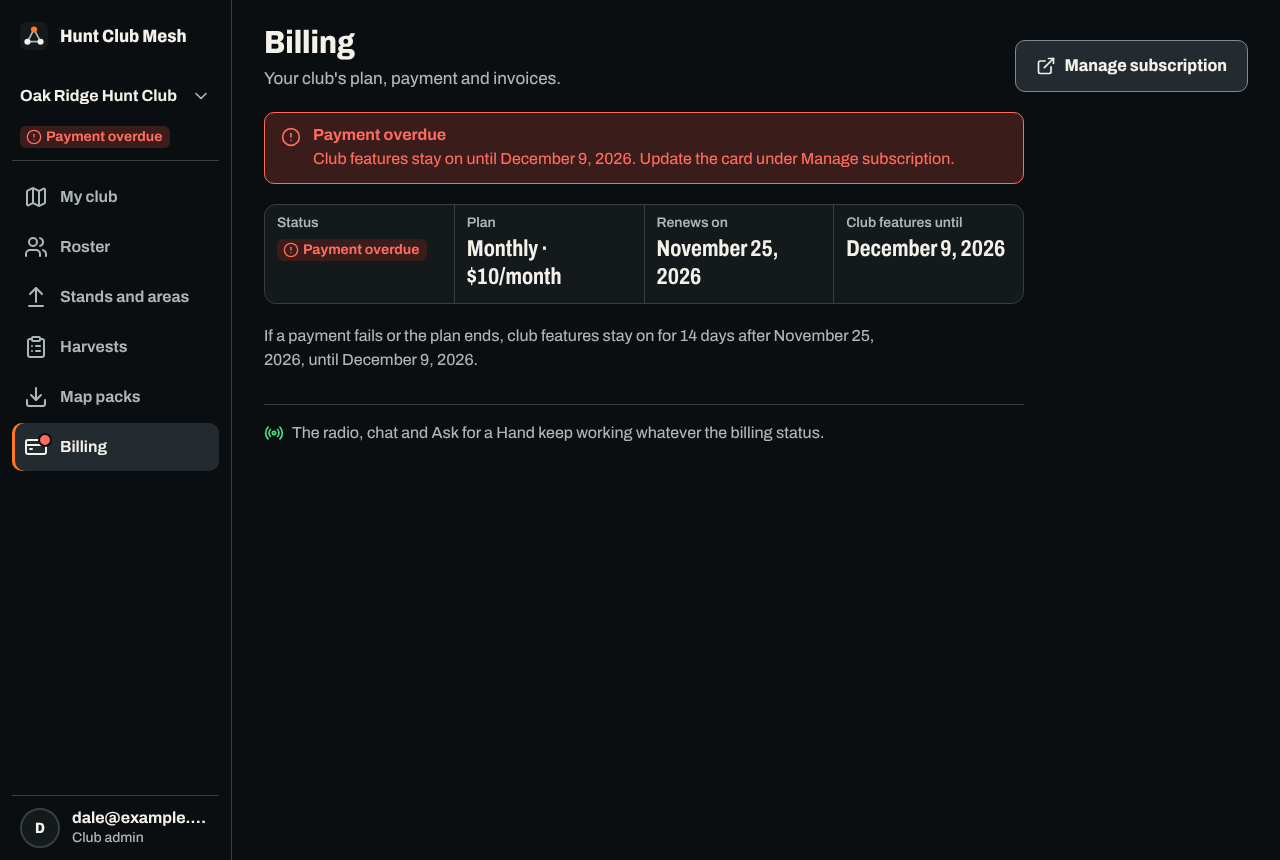 Hunt Club Mesh
Oak Ridge Hunt Club
Payment overdue
My club
Roster
Stands and areas
Harvests
Map packs
Billing
D
dale@example....
Club admin
Billing
Your club's plan, payment and invoices.
Manage subscription
Payment overdue
Club features stay on until December 9, 2026. Update the card under Manage subscription.
Status
Payment overdue
Plan
Monthly ·
$10/month
Renews on
November 25,
2026
Club features until
December 9, 2026
If a payment fails or the plan ends, club features stay on for 14 days after November 25,
2026, until December 9, 2026.
The radio, chat and Ask for a Hand keep working whatever the billing status.